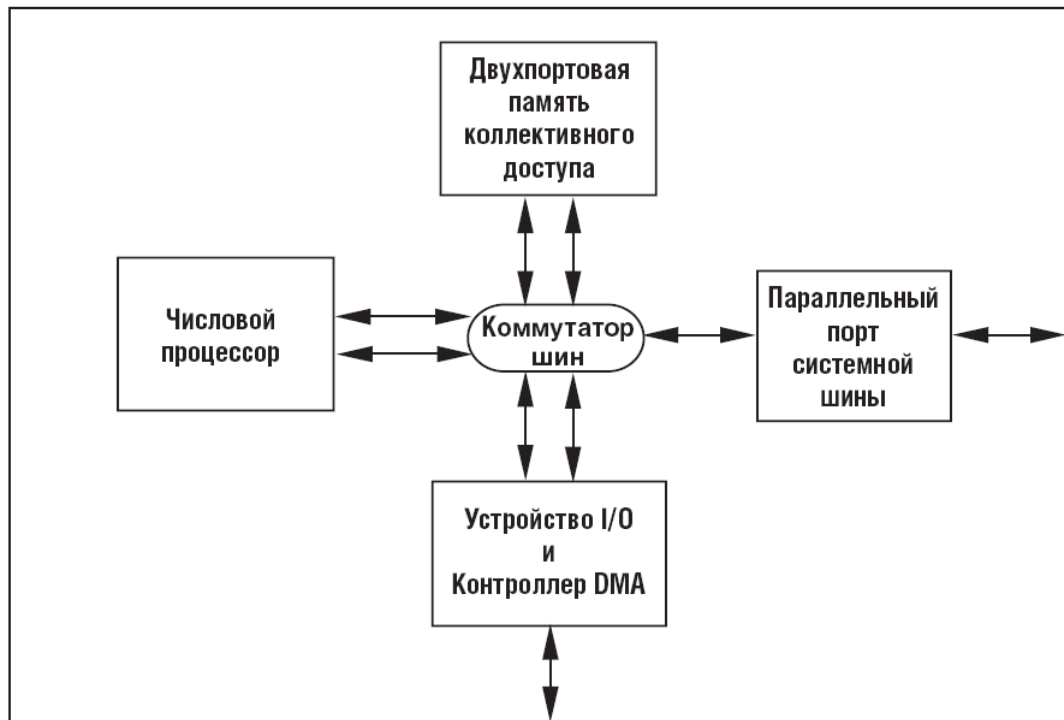 Двухпортовая
память
коллективного
доступа
Числовой
процессор
Коммутатор
шин
Параллельный
порт
системной
шины
Устройство I/O
и
Контроллер DMA